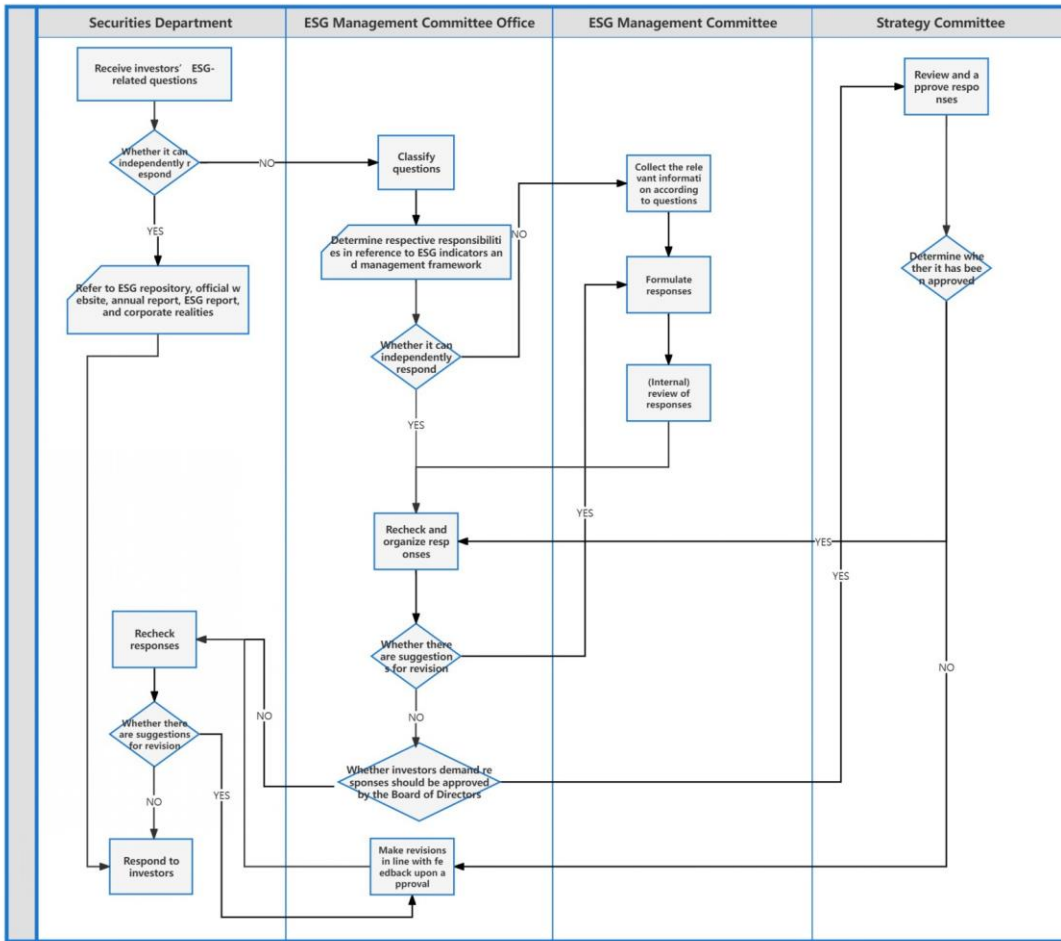 Securities Department
ESG Management Committee Office
ESG Management Committee
Strategy Committee
Receive investors’ ESG-
related questions
Whether it can
independently r
espond
NO
YES
Refer to ESG repository, official w
ebsite, annual report, ESG report,
and corporate realities
Classify
questions
Determine respective responsibiliti
es in reference to ESG indicators an
d management framework
NO
Whether it can
independently
respond
YES
Collect the rele
vant informati
on according
to questions
Formulate
responses
(Internal)
review of
responses
YES
Review and a
pprove respo
nses
Determine whe
ther it has bee
n approved
YES
YES
NO
Recheck and
organize resp
onses
Whether there
are suggestion
s for revision
NO
Whether investors demand re
sponses should be approved
by the Board of Directors
NO
Recheck
responses
Whether there
are suggestions
for revision
NO
YES
Respond to
investors
Make revisions
in line with fe
edback upon a
pproval